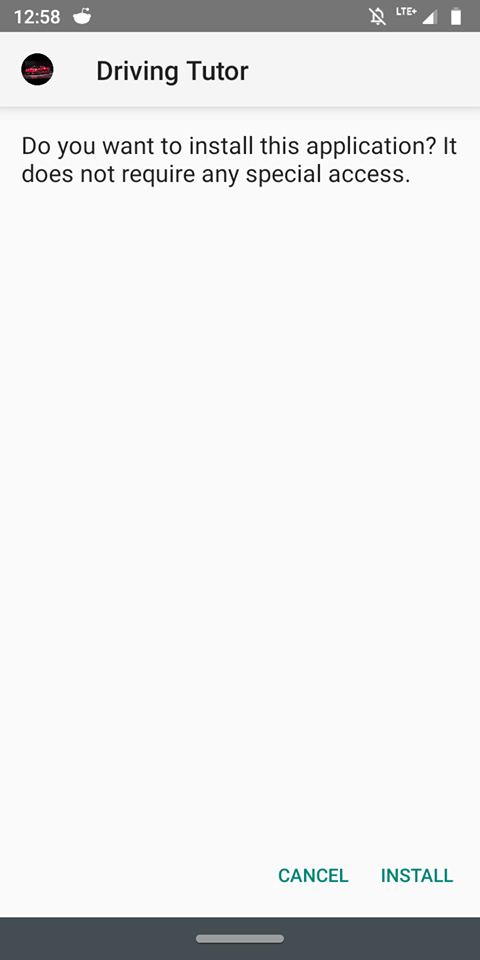 12:58
LTE+
Driving Tutor
Do you want to install this application? It
does not require any special access.
CANCEL INSTALL